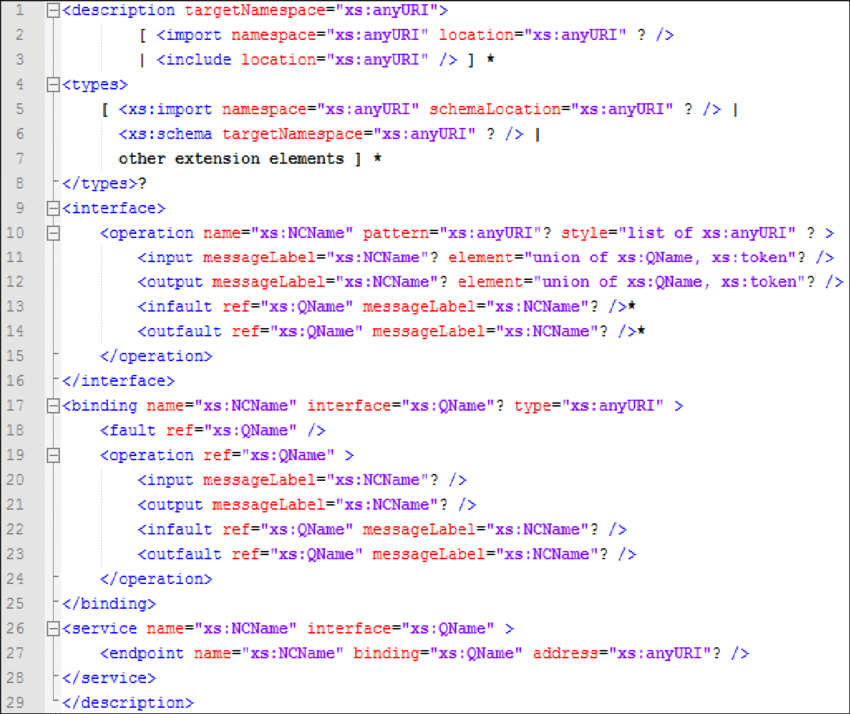 1 <description targetNamespace="xs:anyURI">
2 [ <import namespace="xs:anyURI" location="xs:anyURI" ? />
3 | <include location="xs:anyURI" /> ] *
4 <types>
5 [ <xs:import namespace="xs:anyURI" schemaLocation="xs:anyURI" ? /> |
6 <xs:schema targetNamespace="xs:anyURI" ? /> |
7 other extension elements ] *
8 </types>?
9 <interface>
10 <operation name="xs:NCName" pattern="xs:anyURI"? style="list of xs:anyURI" ? >
11 <input messageLabel="xs:NCName"? element="union of xs:QName, xs:token"? />
12 <output messageLabel="xs:NCName"? element="union of xs:QName, xs:token"? />
13 <infault ref="xs:QName" messageLabel="xs:NCName"? />*
14 <outfault ref="xs:QName" messageLabel="xs:NCName"? />*
15 </operation>
16 </interface>
17 <binding name="xs:NCName" interface="xs:QName"? type="xs:anyURI" >
18 <fault ref="xs:QName" />
19 <operation ref="xs:QName" >
20 <input messageLabel="xs:NCName"? />
21 <output messageLabel="xs:NCName"? />
22 <infault ref="xs:QName" messageLabel="xs:NCName"? />
23 <outfault ref="xs:QName" messageLabel="xs:NCName"? />
24 </operation>
25 </binding>
26 <service name="xs:NCName" interface="xs:QName" >
27 <endpoint name="xs:NCName" binding="xs:QName" address="xs:anyURI"? />
28 </service>
29 </description>